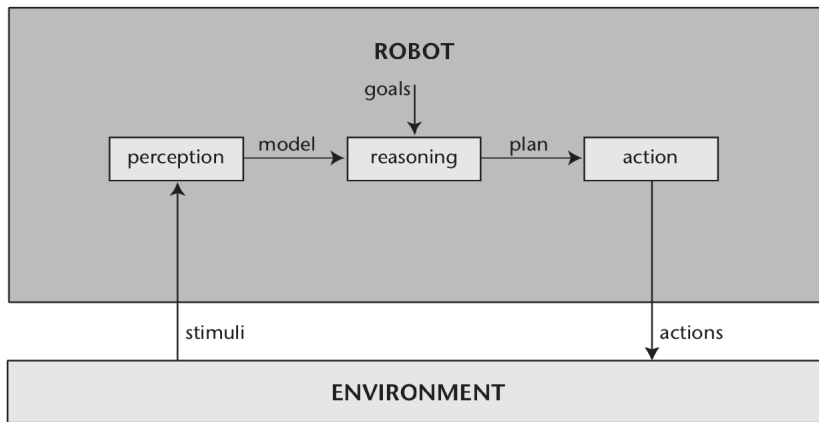 ROBOT
goals
perception
model
reasoning
plan
action
stimuli
actions
ENVIRONMENT